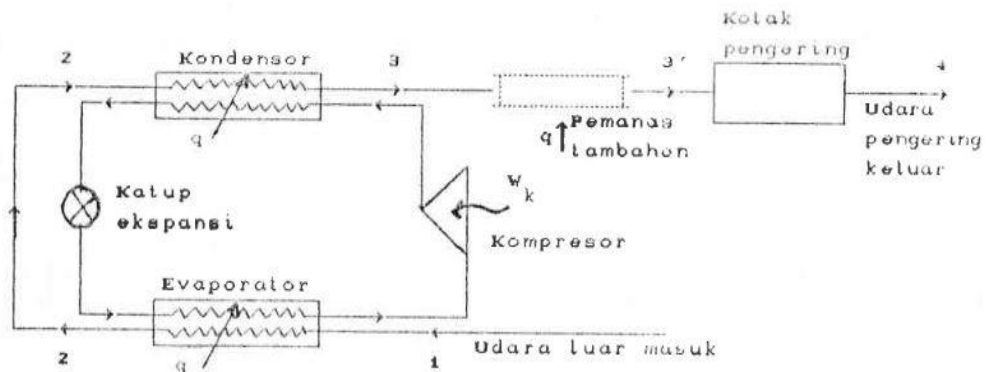 Kotak
pengering
2
Kondensor
3
3'
4
q
q
Pemanas
tambahan
Udara
pengering
keluar
Katup
ekspansi
W k
Kompresor
Evaporator
2
q
1
Udara luar masuk